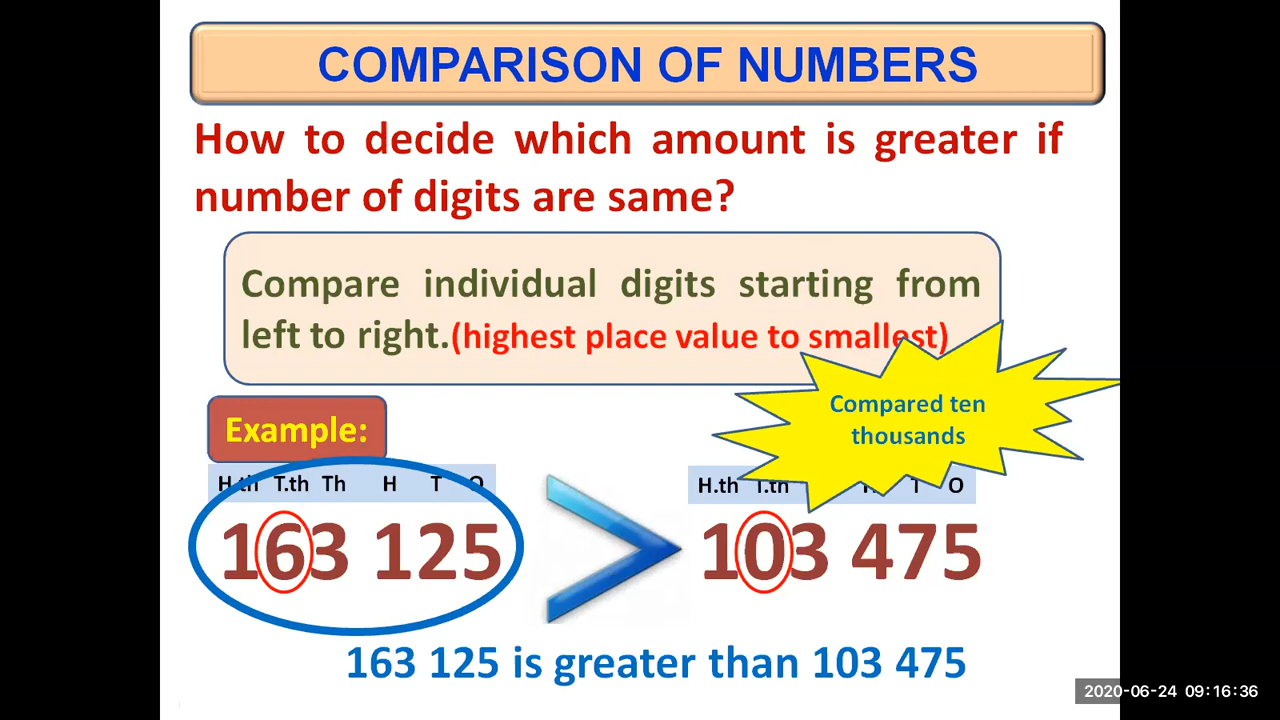 COMPARISON OF NUMBERS
How to decide which amount is greater if
number of digits are same?
Compare individual digits starting from
left to right.(highest place value to smallest)
Compared ten
thousands
Example:
H.th T.th Th H T O
H.th T.th H T O
163 125 > 103 475
163 125 is greater than 103 475
2020-06-24 09:16:36